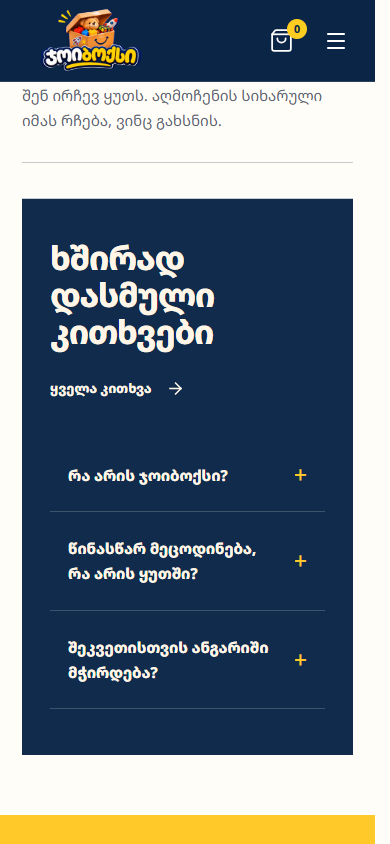 ჯოიბოქსი
0
შენ ირჩევ ყუთს. აღმოჩენის სიხარული
იმას რჩება, ვინც გახსნის.
ხშირად
დასმული
კითხვები
ყველა კითხვა →
რა არის ჯოიბოქსი? +
წინასწარ მეცოდინება, +
რა არის ყუთში?
შეკვეთისთვის ანგარიში +
მჭირდება?